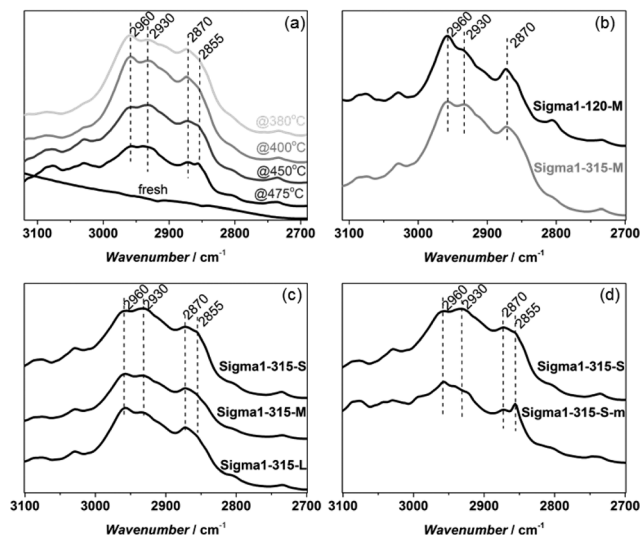 (a)
2960
2930
2870
2855
@380°C
@400°C
@450°C
@475°C
fresh
3100 3000 2900 2800 2700
Wavenumber / cm-1
(b)
2960
2930
2870
Sigma1-120-M
Sigma1-315-M
3100 3000 2900 2800 2700
Wavenumber / cm-1
(c)
2960
2930
2870
2855
Sigma1-315-S
Sigma1-315-M
Sigma1-315-L
3100 3000 2900 2800 2700
Wavenumber / cm-1
(d)
2960
2930
2870
2855
Sigma1-315-S
Sigma1-315-S-m
3100 3000 2900 2800 2700
Wavenumber / cm-1